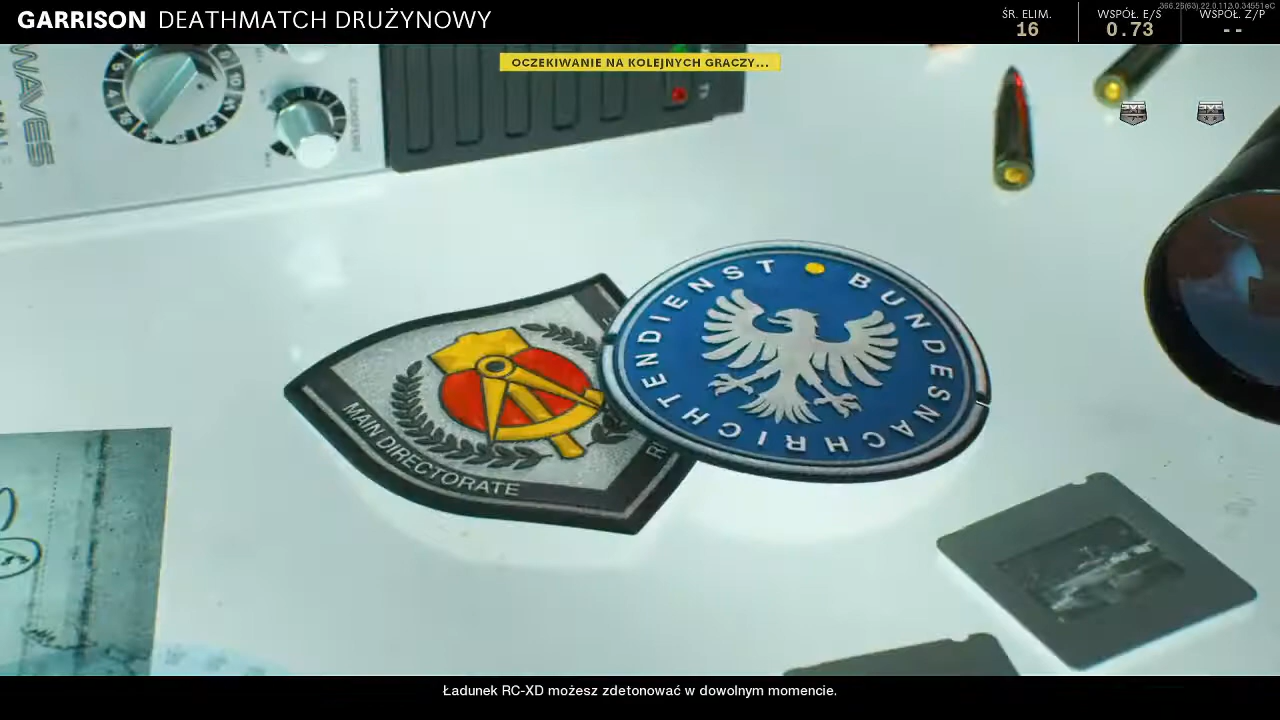 GARRISON DEATHMATCH DRUŻYNOWY
ŚR. ELIM.
16
WSPÓŁ. E/Ś
0.73
WSPÓŁ. Z/P
--
OCZEKIWANIE NA KOLEJNYCH GRACZY...
WAVES
BUNDESNACHRICHTENDIENST
MAIN DIRECTORATE
Ładunek RC-XD możesz zdetonować w dowolnym momencie.